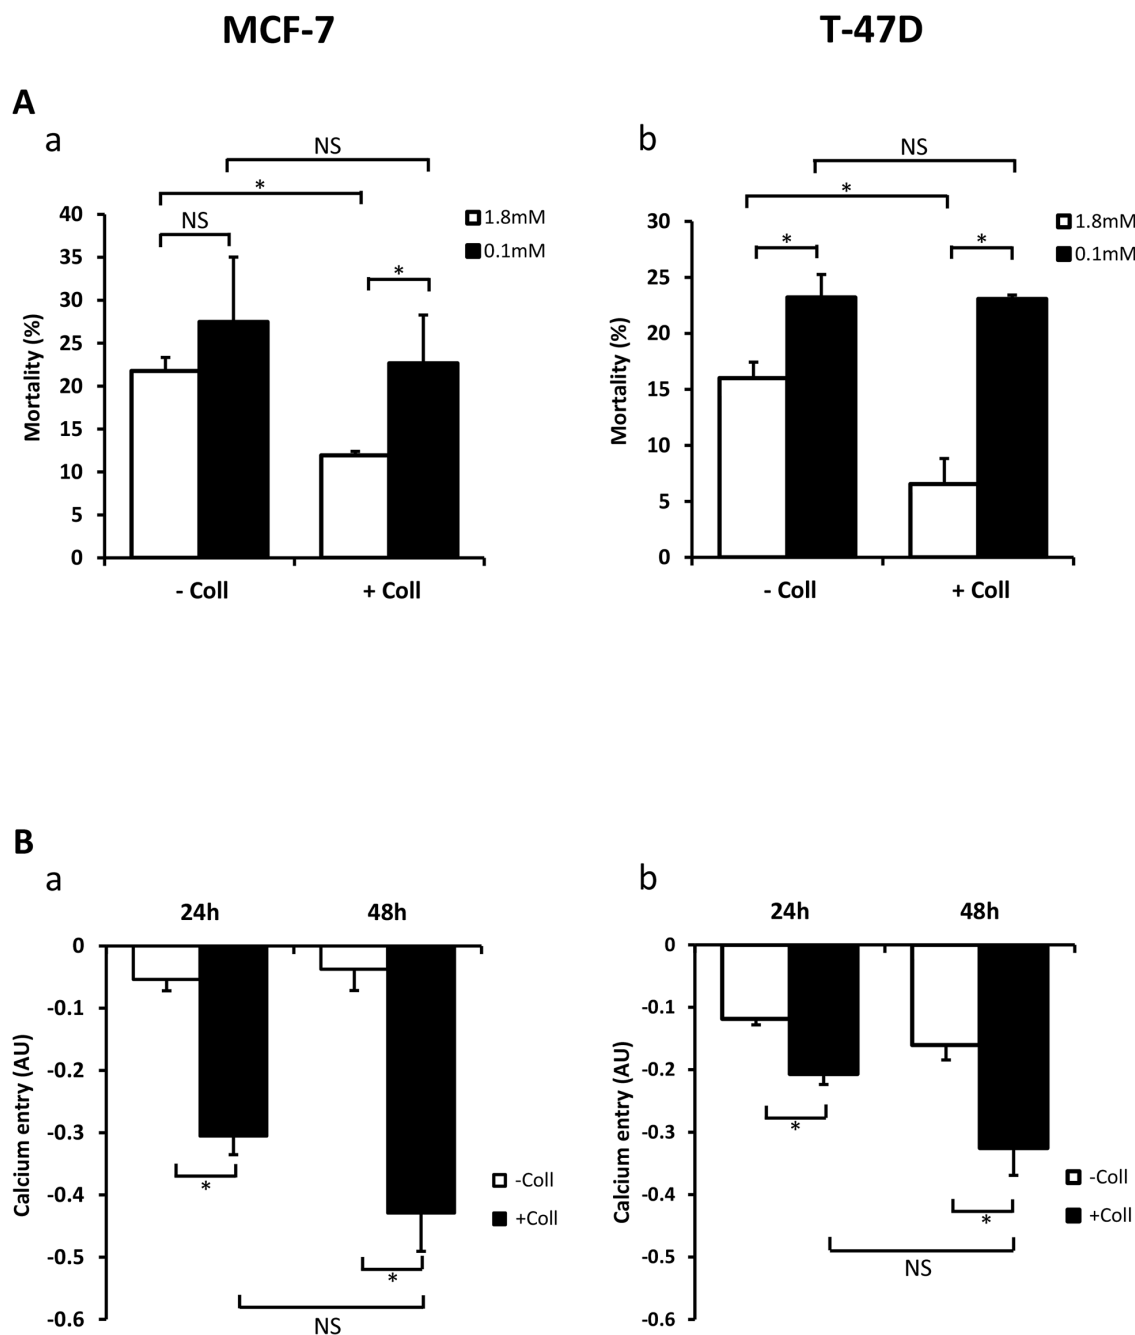 MCF-7 T-47D
A
a b
NS NS
* *
NS * * *
1.8mM 1.8mM
0.1mM 0.1mM
Mortality (%) Mortality (%)
40
35
30
25
20
15
10
5
0
30
25
20
15
10
5
0
- Coll + Coll - Coll + Coll
B
a b
24h 48h 24h 48h
Calcium entry (AU) Calcium entry (AU)
0
-0.1
-0.2
-0.3
-0.4
-0.5
-0.6
0
-0.1
-0.2
-0.3
-0.4
-0.5
-0.6
* * * *
-Coll -Coll
+Coll +Coll
NS NS